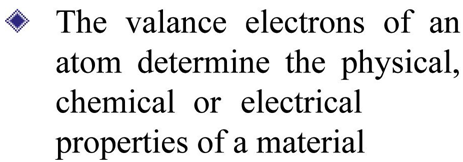 The valance electrons of an
atom determine the physical,
chemical or electrical
properties of a material